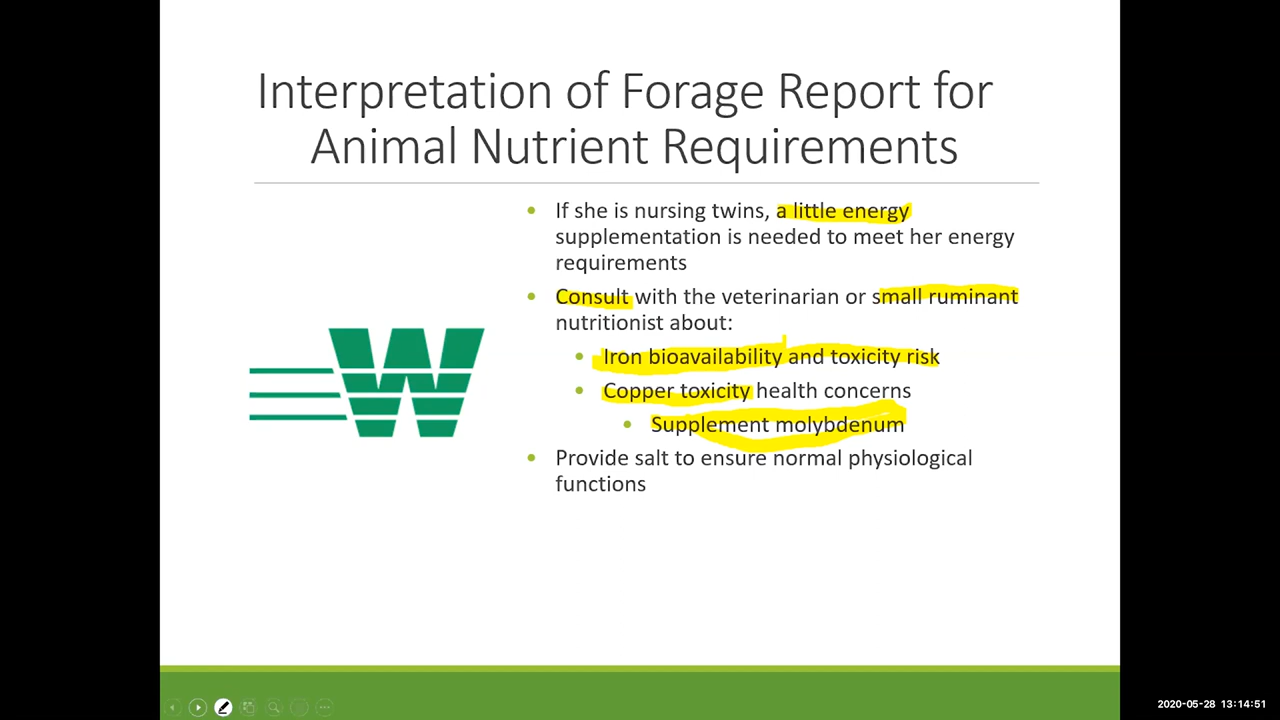 Interpretation of Forage Report for
Animal Nutrient Requirements
• If she is nursing twins, a little energy
supplementation is needed to meet her energy
requirements
• Consult with the veterinarian or small ruminant
nutritionist about:
• Iron bioavailability and toxicity risk
• Copper toxicity health concerns
• Supplement molybdenum
• Provide salt to ensure normal physiological
functions
W
2020-05-28 13:14:51